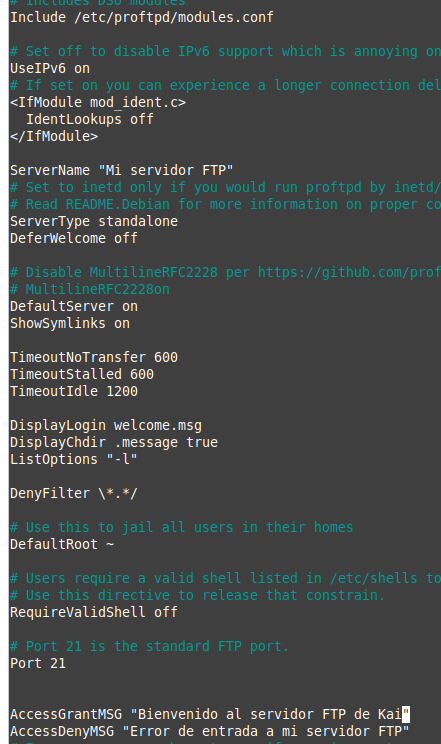 # Includes DSO modules
Include /etc/proftpd/modules.conf
# Set off to disable IPv6 support which is annoying on
UseIPv6 on
# If set on you can experience a longer connection del
<IfModule mod_ident.c>
  IdentLookups off
</IfModule>
ServerName "Mi servidor FTP"
# Set to inetd only if you would run proftpd by inetd/
# Read README.Debian for more information on proper co
ServerType standalone
DeferWelcome off
# Disable MultilineRFC2228 per https://github.com/prof
# MultilineRFC2228on
DefaultServer on
ShowSymlinks on
TimeoutNoTransfer 600
TimeoutStalled 600
TimeoutIdle 1200
DisplayLogin welcome.msg
DisplayChdir .message true
ListOptions "-l"
DenyFilter \*.*/
# Use this to jail all users in their homes
DefaultRoot ~
# Users require a valid shell listed in /etc/shells to
# Use this directive to release that constrain.
RequireValidShell off
# Port 21 is the standard FTP port.
Port 21
AccessGrantMSG "Bienvenido al servidor FTP de Kai"
AccessDenyMSG "Error de entrada a mi servidor FTP"